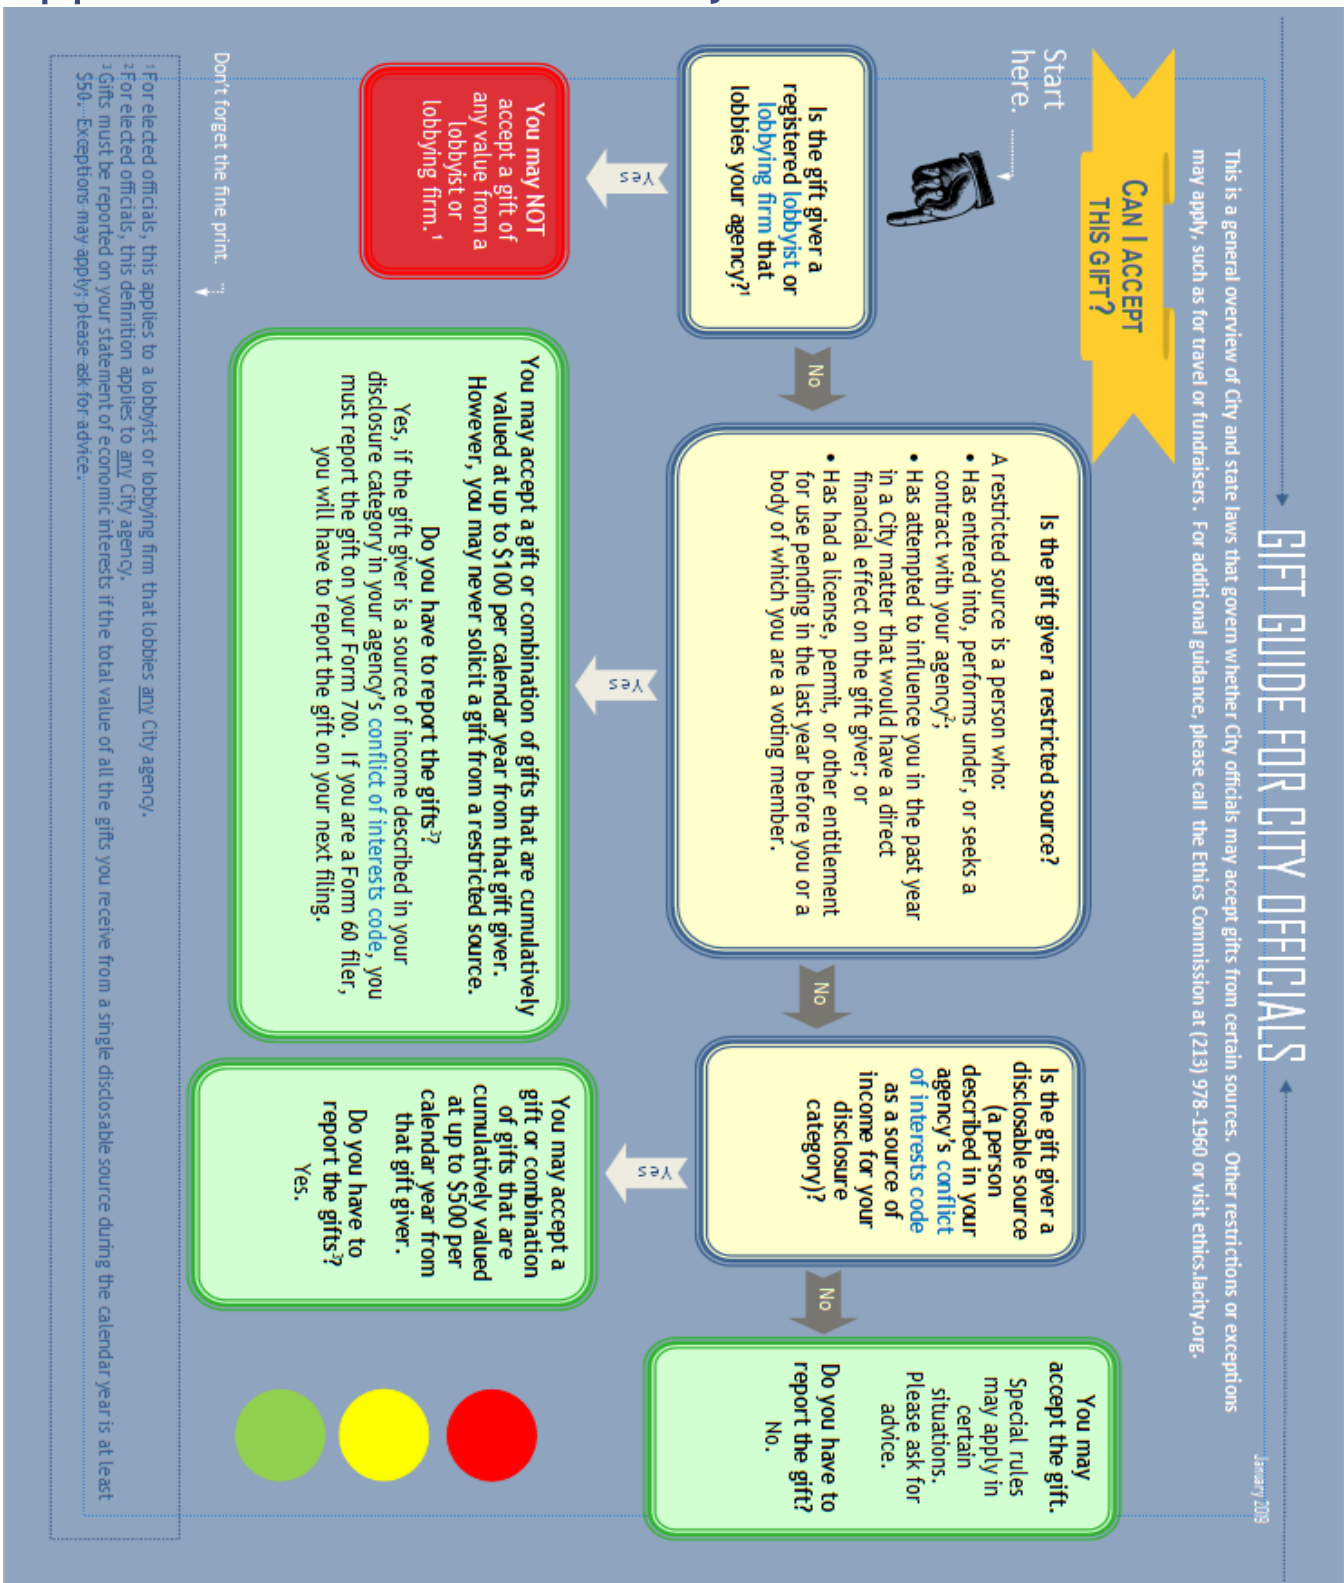 GIFT GUIDE FOR CITY OFFICIALS
January 2019
This is a general overview of City and state laws that govern whether City officials may accept gifts from certain sources. Other restrictions or exceptions
may apply, such as for travel or fundraisers. For additional guidance, please call the Ethics Commission at (213) 978-1960 or visit ethics.lacity.org.
CAN I ACCEPT
THIS GIFT?
Start
here.
Is the gift giver a
registered lobbyist or
lobbying firm that
lobbies your agency?¹
No
Yes
You may NOT
accept a gift of
any value from a
lobbyist or
lobbying firm.¹
Is the gift giver a restricted source?
A restricted source is a person who:
• Has entered into, performs under, or seeks a
contract with your agency²;
• Has attempted to influence you in the past year
in a City matter that would have a direct
financial effect on the gift giver; or
• Has had a license, permit, or other entitlement
for use pending in the last year before you or a
body of which you are a voting member.
No
Yes
You may accept a gift or combination of gifts that are cumulatively
valued at up to $100 per calendar year from that gift giver.
However, you may never solicit a gift from a restricted source.
Do you have to report the gifts³?
Yes, if the gift giver is a source of income described in your
disclosure category in your agency's conflict of interests code, you
must report the gift on your Form 700. If you are a Form 60 filer,
you will have to report the gift on your next filing.
Is the gift giver a
disclosable source
(a person
described in your
agency's conflict
of interests code
as a source of
income for your
disclosure
category)?
No
Yes
You may accept a
gift or combination
of gifts that are
cumulatively valued
at up to $500 per
calendar year from
that gift giver.
Do you have to
report the gifts³?
Yes.
You may
accept the gift.
Special rules
may apply in
certain
situations.
Please ask for
advice.
Do you have to
report the gift?
No.
Don't forget the fine print.
¹ For elected officials, this applies to a lobbyist or lobbying firm that lobbies any City agency.
² For elected officials, this definition applies to any City agency.
³ Gifts must be reported on your statement of economic interests if the total value of all the gifts you receive from a single disclosable source during the calendar year is at least
$50. Exceptions may apply; please ask for advice.